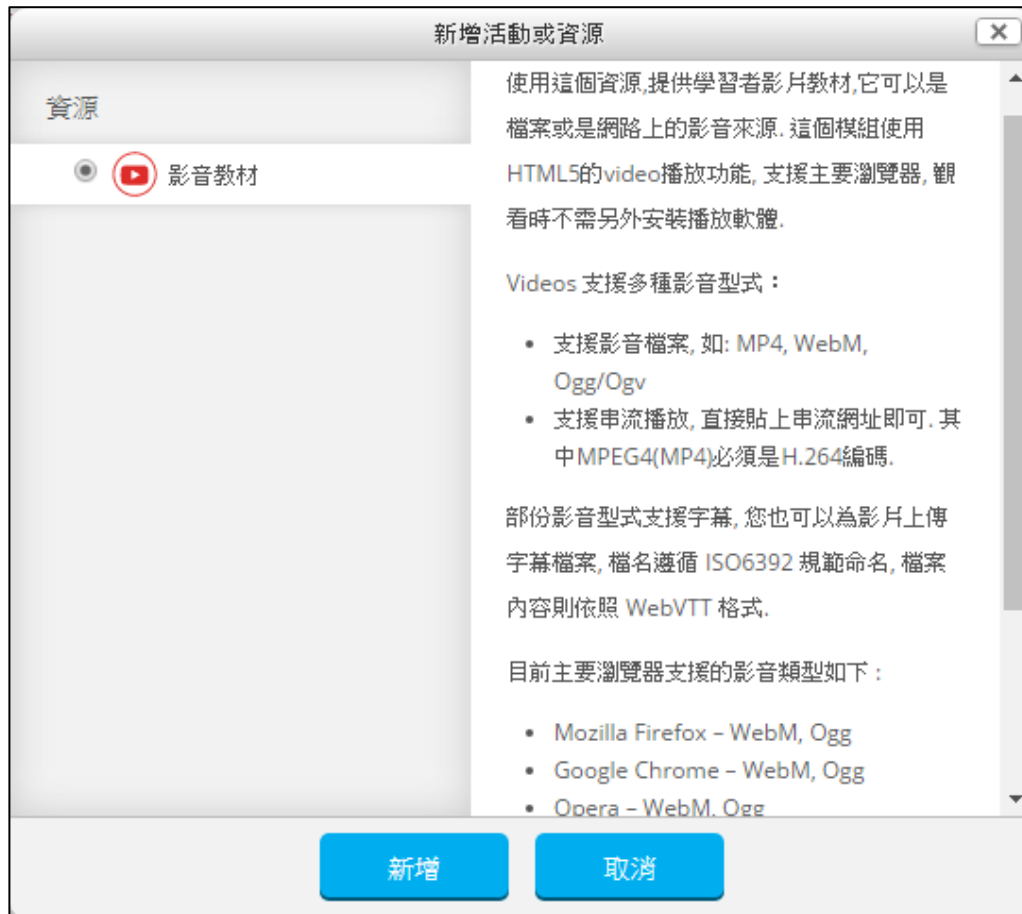 新增活動或資源
資源
影音教材
使用這個資源,提供學習者影片教材,它可以是
檔案或是網路上的影音來源. 這個模組使用
HTML5的video播放功能, 支援主要瀏覽器, 觀
看時不需另外安裝播放軟體.
Videos 支援多種影音型式：
• 支援影音檔案, 如: MP4, WebM,
Ogg/Ogv
• 支援串流播放, 直接貼上串流網址即可. 其
中MPEG4(MP4)必須是H.264編碼.
部份影音型式支援字幕, 您也可以為影片上傳
字幕檔案, 檔名遵循 ISO6392 規範命名, 檔案
內容則依照 WebVTT 格式.
目前主要瀏覽器支援的影音類型如下 :
• Mozilla Firefox – WebM, Ogg
• Google Chrome – WebM, Ogg
• Opera – WebM, Ogg
新增
取消